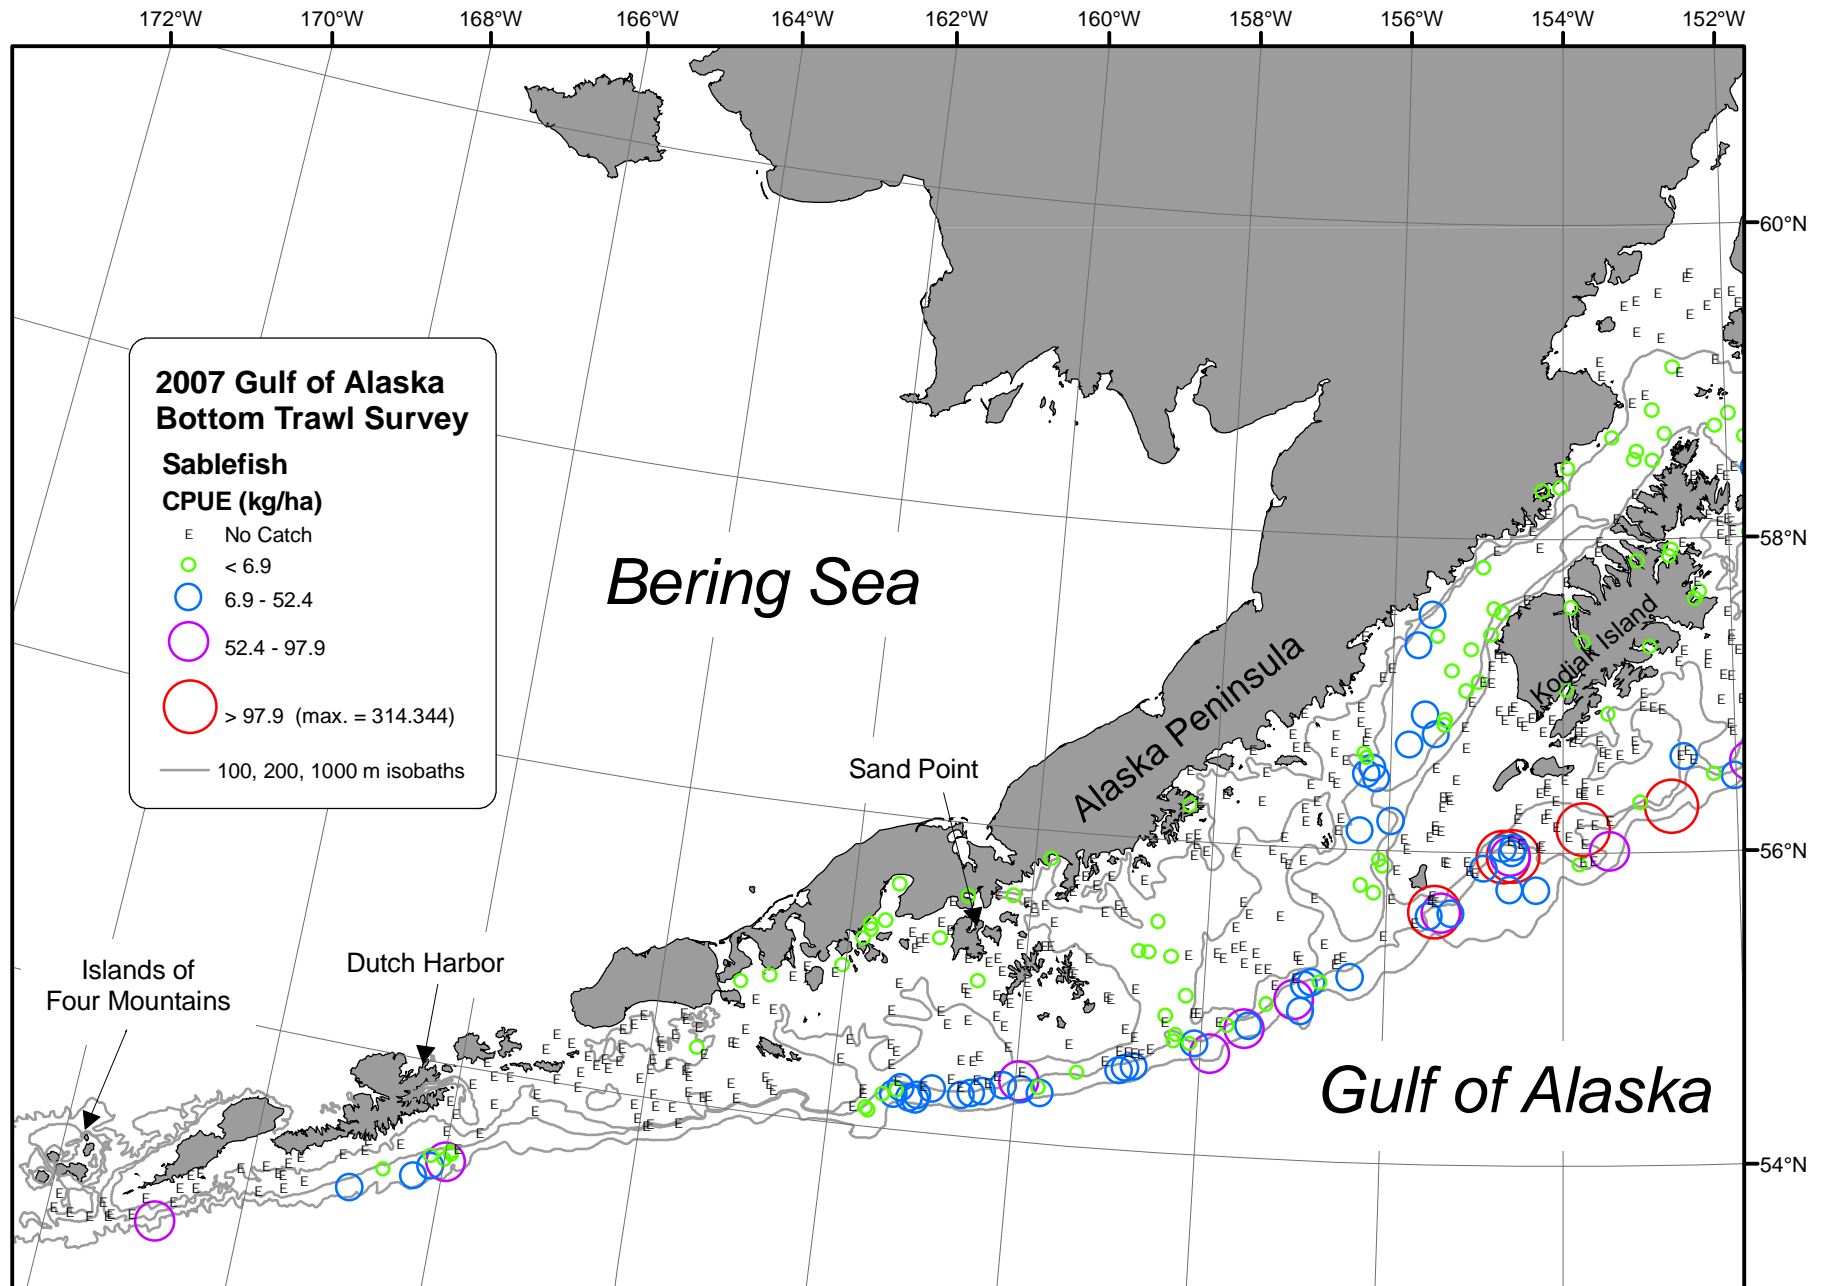 172°W 170°W 168°W 166°W 164°W 162°W 160°W 158°W 156°W 154°W 152°W
60°N
2007 Gulf of Alaska
Bottom Trawl Survey
Sablefish
CPUE (kg/ha)
E No Catch
< 6.9
6.9 - 52.4
52.4 - 97.9
> 97.9 (max. = 314.344)
100, 200, 1000 m isobaths
58°N
Bering Sea
Kodiak Island
Alaska Peninsula
Sand Point
56°N
Islands of
Four Mountains
Dutch Harbor
Gulf of Alaska
54°N